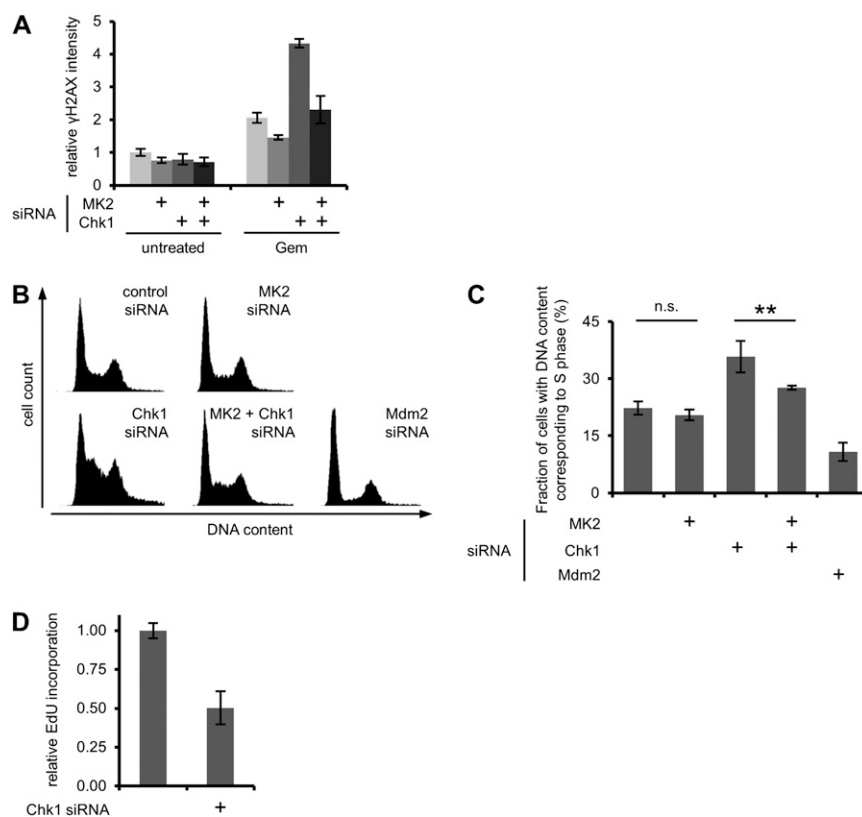 A
relative γH2AX intensity
5
4
3
2
1
0
siRNA
MK2 + + + +
Chk1 + + + +
untreated Gem
B
cell count
control
siRNA
MK2
siRNA
Chk1
siRNA
MK2 + Chk1
siRNA
Mdm2
siRNA
DNA content
C
Fraction of cells with DNA content
corresponding to S phase (%)
n.s.
**
45
30
15
0
siRNA
MK2 + +
Chk1 + +
Mdm2 +
D
relative EdU incorporation
1.00
0.75
0.50
0.25
0.00
Chk1 siRNA +